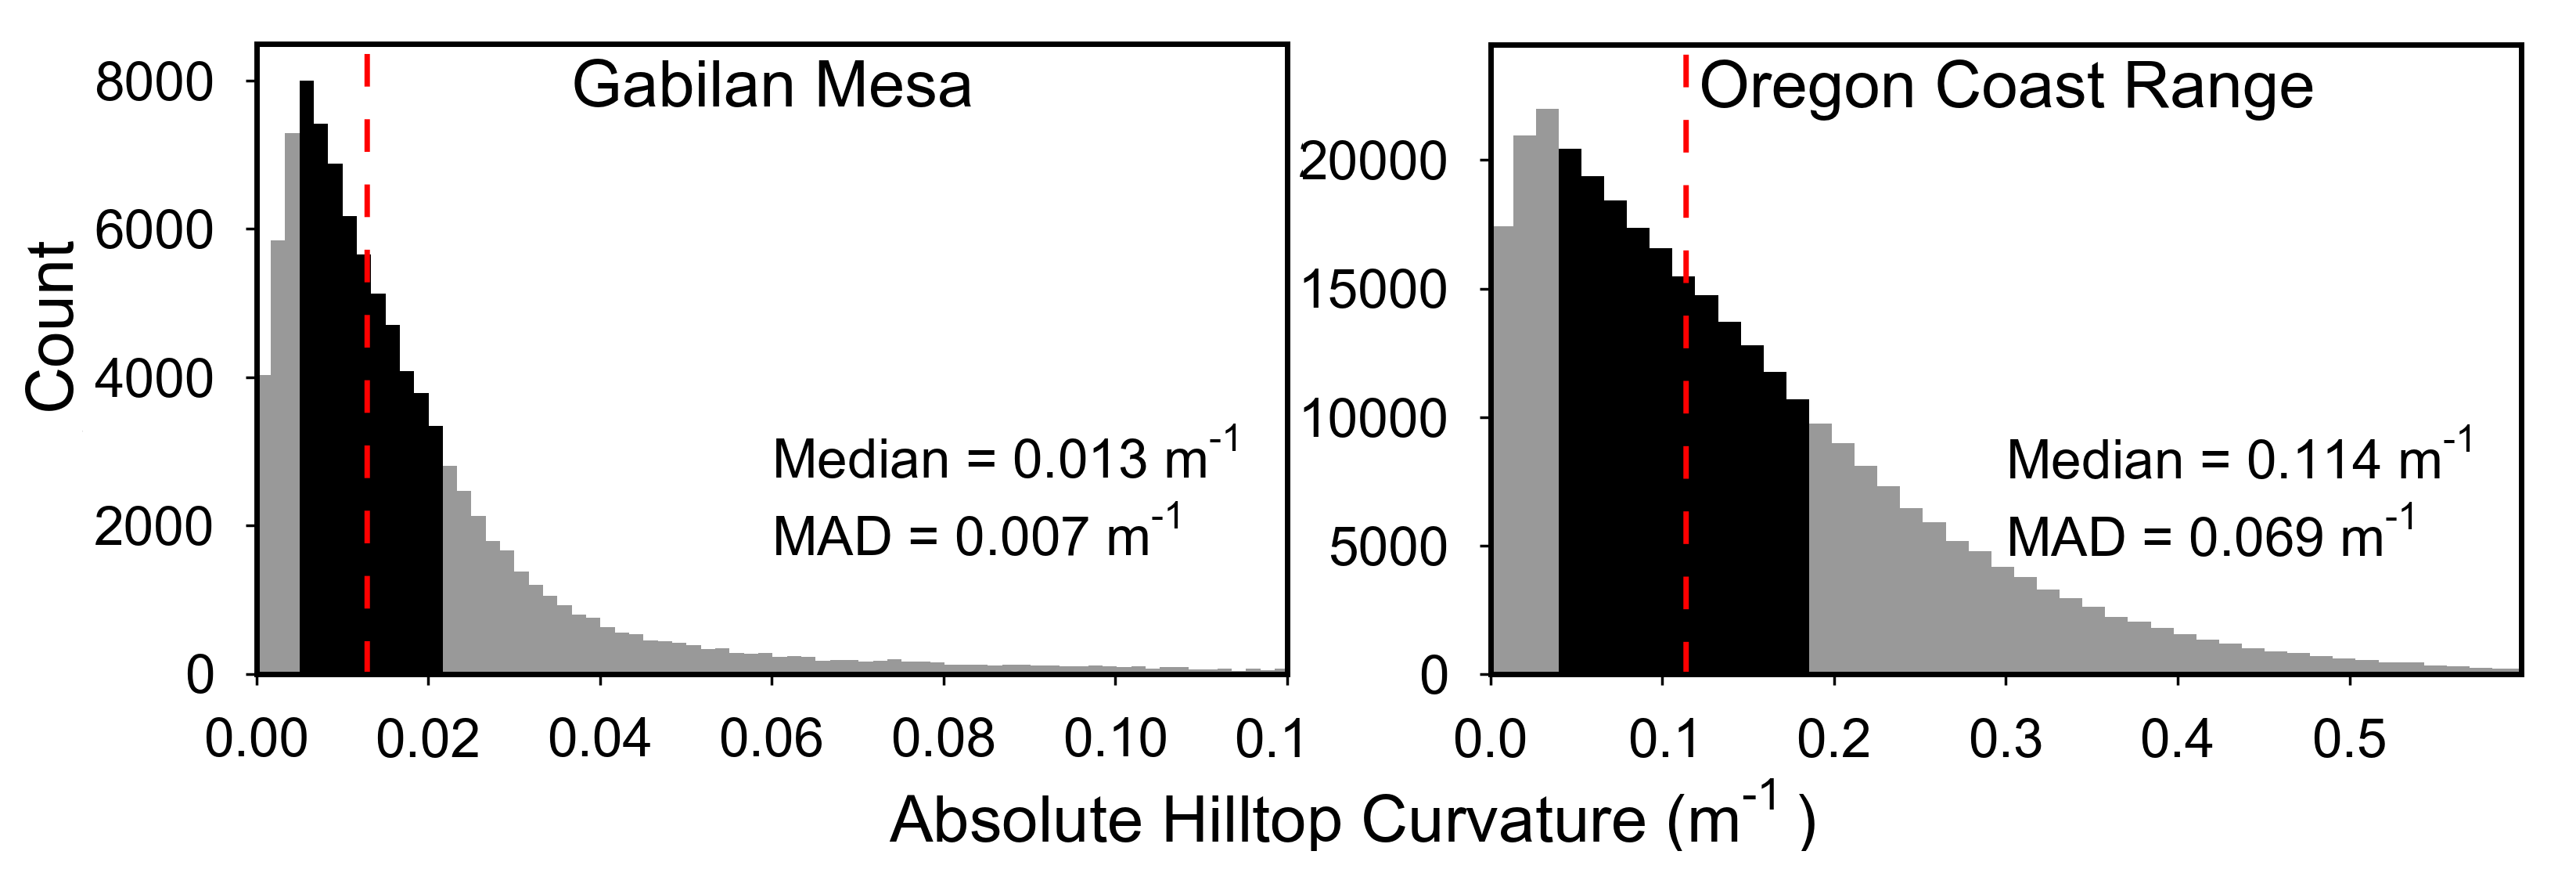 Gabilan Mesa
Count
8000
6000
4000
2000
0
Median = 0.013 m⁻¹
MAD = 0.007 m⁻¹
0.00 0.02 0.04 0.06 0.08 0.10 0.1
Oregon Coast Range
20000
15000
10000
5000
0
Median = 0.114 m⁻¹
MAD = 0.069 m⁻¹
0.0 0.1 0.2 0.3 0.4 0.5
Absolute Hilltop Curvature (m⁻¹ )